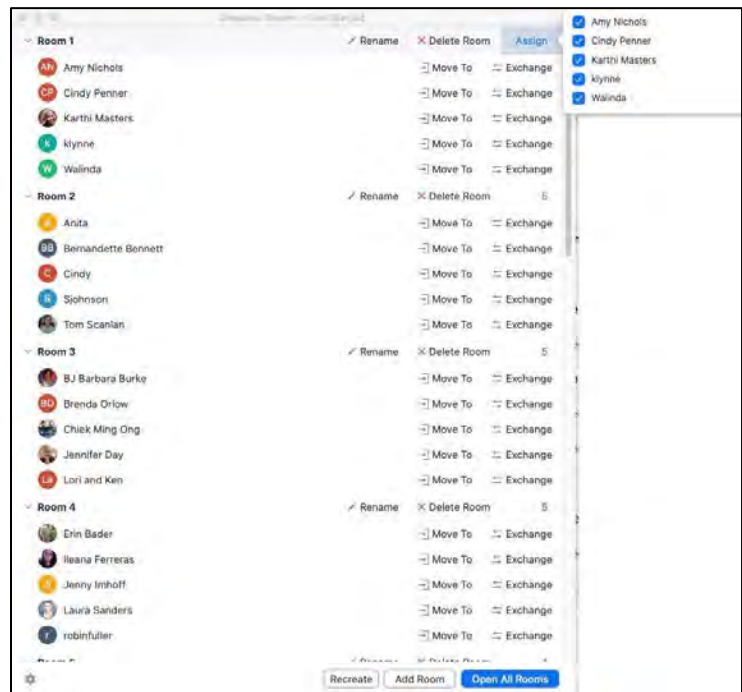 Room 1 Rename Delete Room Assign
AN Amy Nichols Move To Exchange
CP Cindy Penner Move To Exchange
Karthi Masters Move To Exchange
K klynne Move To Exchange
W Walinda Move To Exchange
Room 2 Rename Delete Room 5
Anita Move To Exchange
BB Bernandette Bennett Move To Exchange
C Cindy Move To Exchange
Sjohnson Move To Exchange
Tom Scanlan Move To Exchange
Room 3 Rename Delete Room 5
BJ Barbara Burke Move To Exchange
BO Brenda Orlow Move To Exchange
Chiek Ming Ong Move To Exchange
Jennifer Day Move To Exchange
La Lori and Ken Move To Exchange
Room 4 Rename Delete Room 5
Erin Bader Move To Exchange
Ileana Ferreras Move To Exchange
Jenny Imhoff Move To Exchange
Laura Sanders Move To Exchange
r robinfuller Move To Exchange
Recreate Add Room Open All Rooms
Amy Nichols
Cindy Penner
Karthi Masters
klynne
Walinda